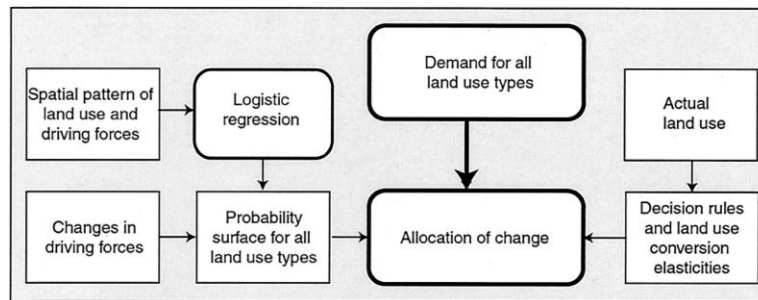 Spatial pattern of
land use and
driving forces
Logistic
regression
Demand for all
land use types
Actual
land use
Changes in
driving forces
Probability
surface for all
land use types
Allocation of change
Decision rules
and land use
conversion
elasticities